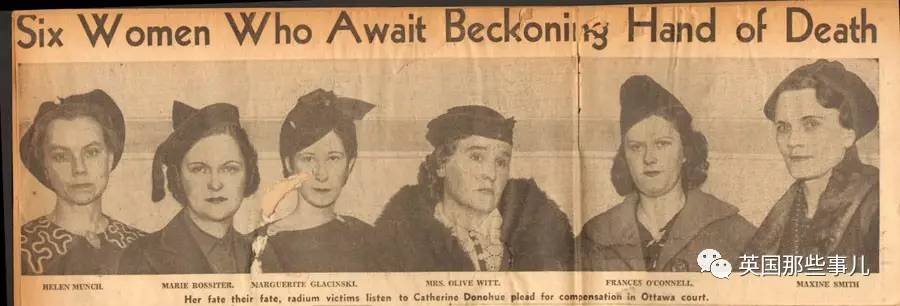 Six Women Who Await Beckoning Hand of Death
HELEN MUNCH. MARIE ROSSITER. MARGUERITE GLACINSKI. MRS. OLIVE WITT. FRANCES O'CONNELL. MAXINE SMITH
Her fate their fate, radium victims listen to Catherine Donohue plead for compensation in Ottawa court.
英国那些事儿